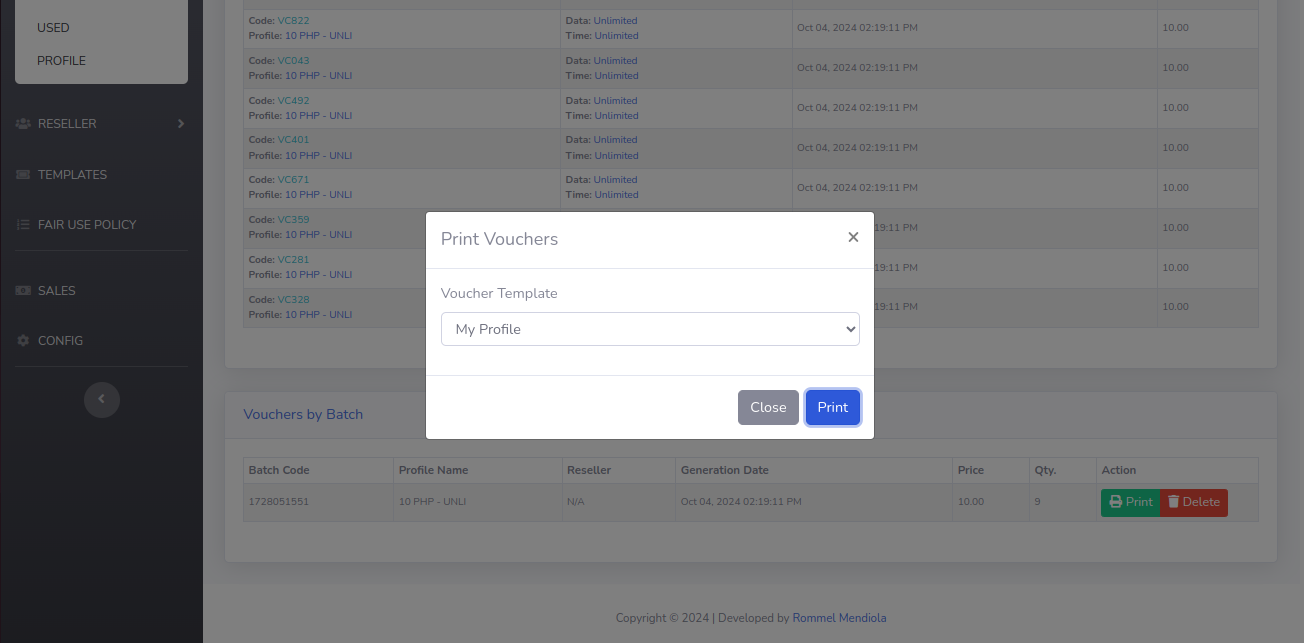 USED
PROFILE
RESELLER
TEMPLATES
FAIR USE POLICY
SALES
CONFIG
Code: VC822
Profile: 10 PHP - UNLI
Data: Unlimited
Time: Unlimited
Oct 04, 2024 02:19:11 PM
10.00
Code: VC043
Profile: 10 PHP - UNLI
Data: Unlimited
Time: Unlimited
Oct 04, 2024 02:19:11 PM
10.00
Code: VC492
Profile: 10 PHP - UNLI
Data: Unlimited
Time: Unlimited
Oct 04, 2024 02:19:11 PM
10.00
Code: VC401
Profile: 10 PHP - UNLI
Data: Unlimited
Time: Unlimited
Oct 04, 2024 02:19:11 PM
10.00
Code: VC671
Profile: 10 PHP - UNLI
Data: Unlimited
Time: Unlimited
Oct 04, 2024 02:19:11 PM
10.00
Code: VC359
Profile: 10 PHP - UNLI
19:11 PM
10.00
Code: VC281
Profile: 10 PHP - UNLI
19:11 PM
10.00
Code: VC328
Profile: 10 PHP - UNLI
19:11 PM
10.00
Print Vouchers
×
Voucher Template
My Profile
Close
Print
Vouchers by Batch
Batch Code
Profile Name
Reseller
Generation Date
Price
Qty.
Action
1728051551
10 PHP - UNLI
N/A
Oct 04, 2024 02:19:11 PM
10.00
9
Print
Delete
Copyright © 2024 | Developed by Rommel Mendiola